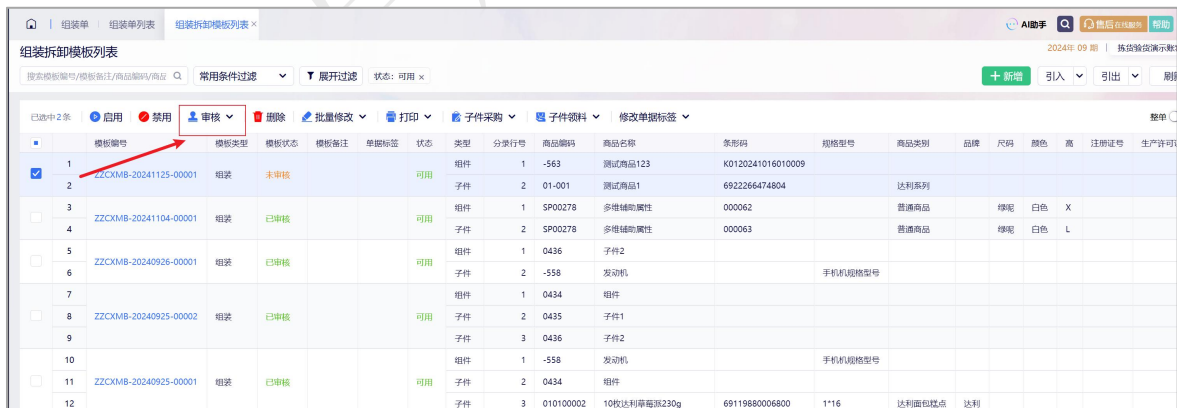 组装单 组装单列表 组装拆卸模板列表 × AI助手 售后在线服务 帮助
组装拆卸模板列表 2024年 09 期 | 拣货验货演示账
搜索模板编号/模板备注/商品编码/商品 常用条件过滤 展开过滤 状态: 可用 × 新增 引入 引出
已选中2条 启用 禁用 审核 删除 批量修改 打印 子件采购 子件领料 修改单据标签 整单
模板编号 模板类型 模板状态 模板备注 单据标签 状态 类型 分录行号 商品编码 商品名称 条形码 规格型号 商品类别 品牌 尺码 颜色 高 注册证号 生产许可
1 ZZCXMB-20241125-00001 组装 未审核 可用 组件 1 -563 测试商品123 K0120241016010009
2 子件 2 01-001 测试商品1 6922266474804 达利系列
3 ZZCXMB-20241104-00001 组装 已审核 可用 组件 1 SP00278 多维辅助属性 000062 普通商品 绿呢 白色 X
4 子件 2 SP00278 多维辅助属性 000063 普通商品 绿呢 白色 L
5 ZZCXMB-20240926-00001 组装 已审核 可用 组件 1 0436 子件2
6 子件 2 -558 发动机 手机机规格型号
7 组件 1 0434 组件
8 ZZCXMB-20240925-00002 组装 已审核 可用 子件 2 0435 子件1
9 子件 3 0436 子件2
10 组件 1 -558 发动机 手机机规格型号
11 ZZCXMB-20240925-00001 组装 已审核 可用 子件 2 0434 组件
12 子件 3 010100002 10枚达利草莓派230g 69119880006800 1*16 达利面包糕点 达利